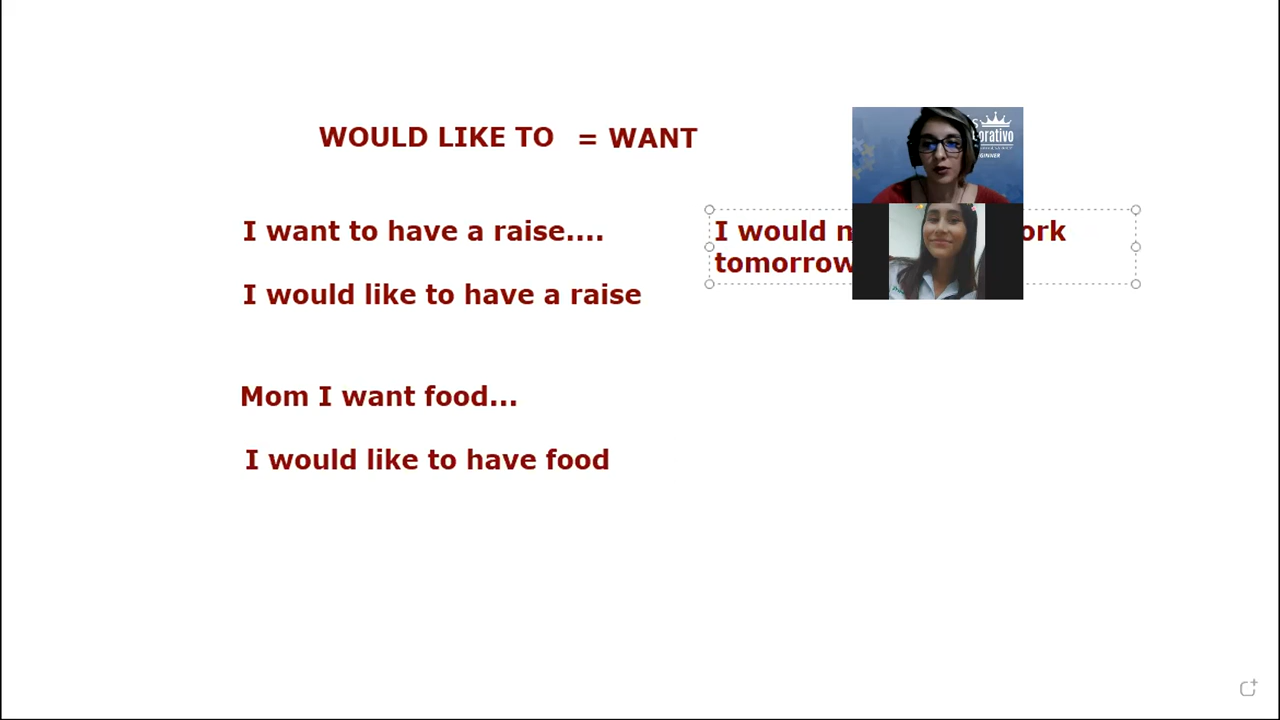 WOULD LIKE TO = WANT
I want to have a raise....
I would like to have a raise
I would
tomorrow
Mom I want food...
I would like to have food